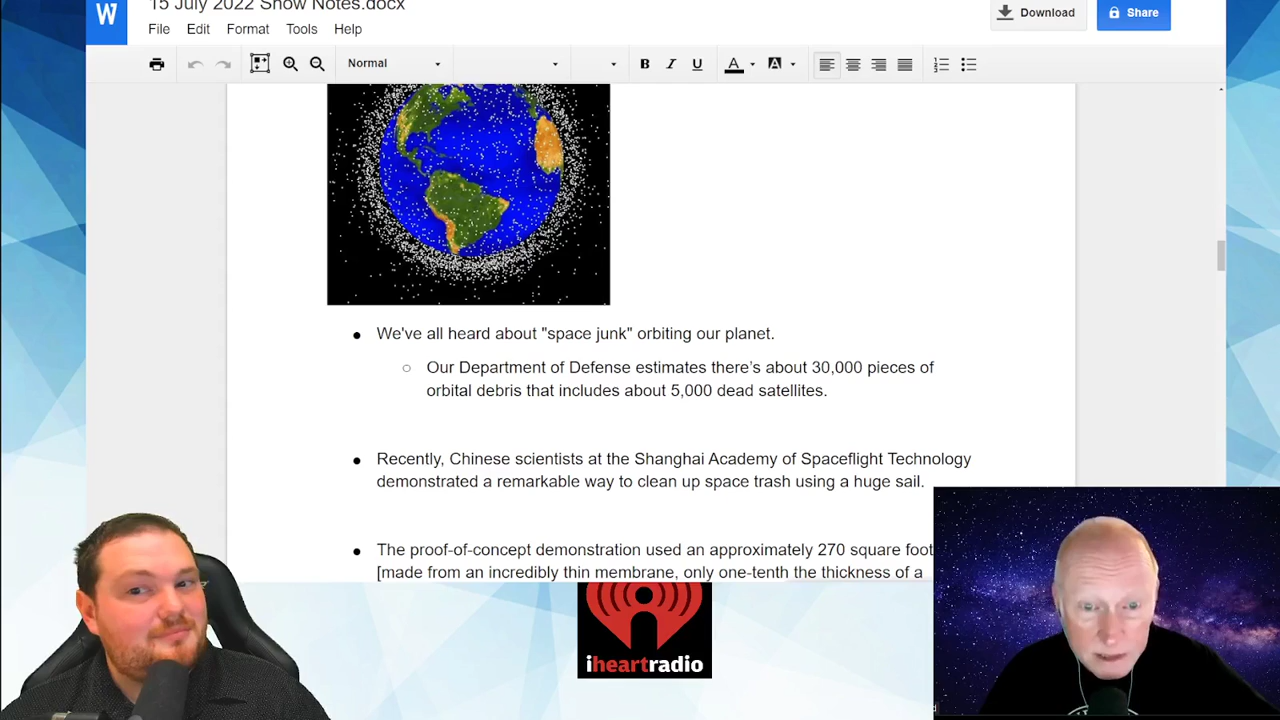 W
15 July 2022 Show Notes.docx
Download
Share
File Edit Format Tools Help
Normal
B I U A A
We've all heard about "space junk" orbiting our planet.
Our Department of Defense estimates there's about 30,000 pieces of
orbital debris that includes about 5,000 dead satellites.
Recently, Chinese scientists at the Shanghai Academy of Spaceflight Technology
demonstrated a remarkable way to clean up space trash using a huge sail.
The proof-of-concept demonstration used an approximately 270 square foot
[made from an incredibly thin membrane, only one-tenth the thickness of a
iheartradio